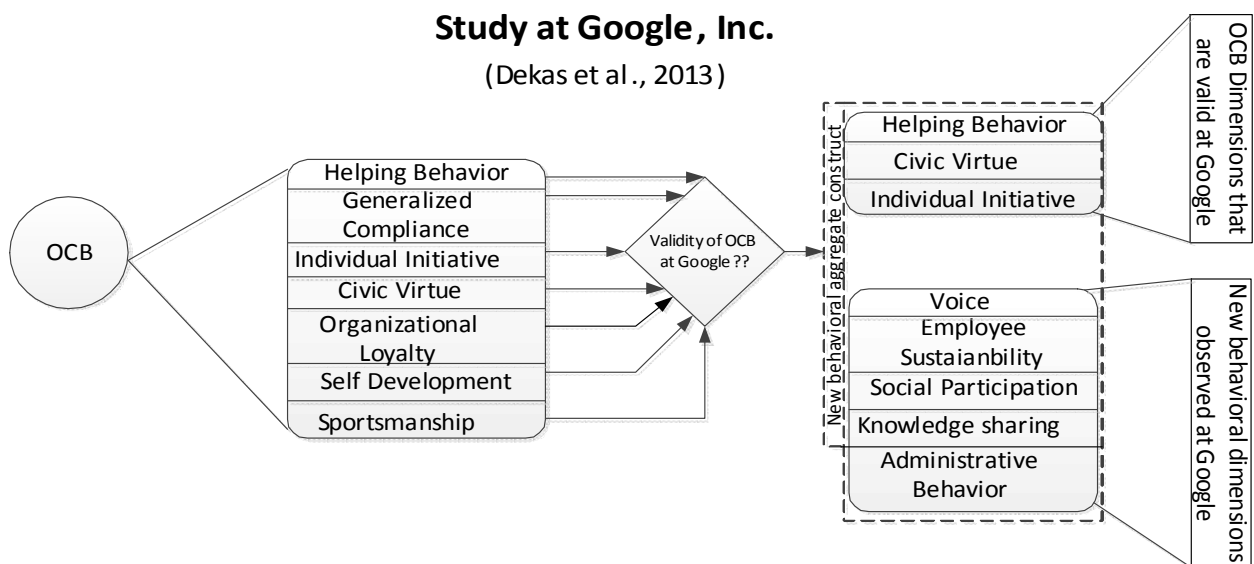 Study at Google, Inc.
(Dekas et al., 2013)
OCB
Helping Behavior
Generalized
Compliance
Individual Initiative
Civic Virtue
Organizational
Loyalty
Self Development
Sportsmanship
Validity of OCB
at Google ??
New behavioral aggregate construct
Helping Behavior
Civic Virtue
Individual Initiative
Voice
Employee
Sustaianbility
Social Participation
Knowledge sharing
Administrative
Behavior
OCB Dimensions that
are valid at Google
New behavioral dimensions
observed at Google